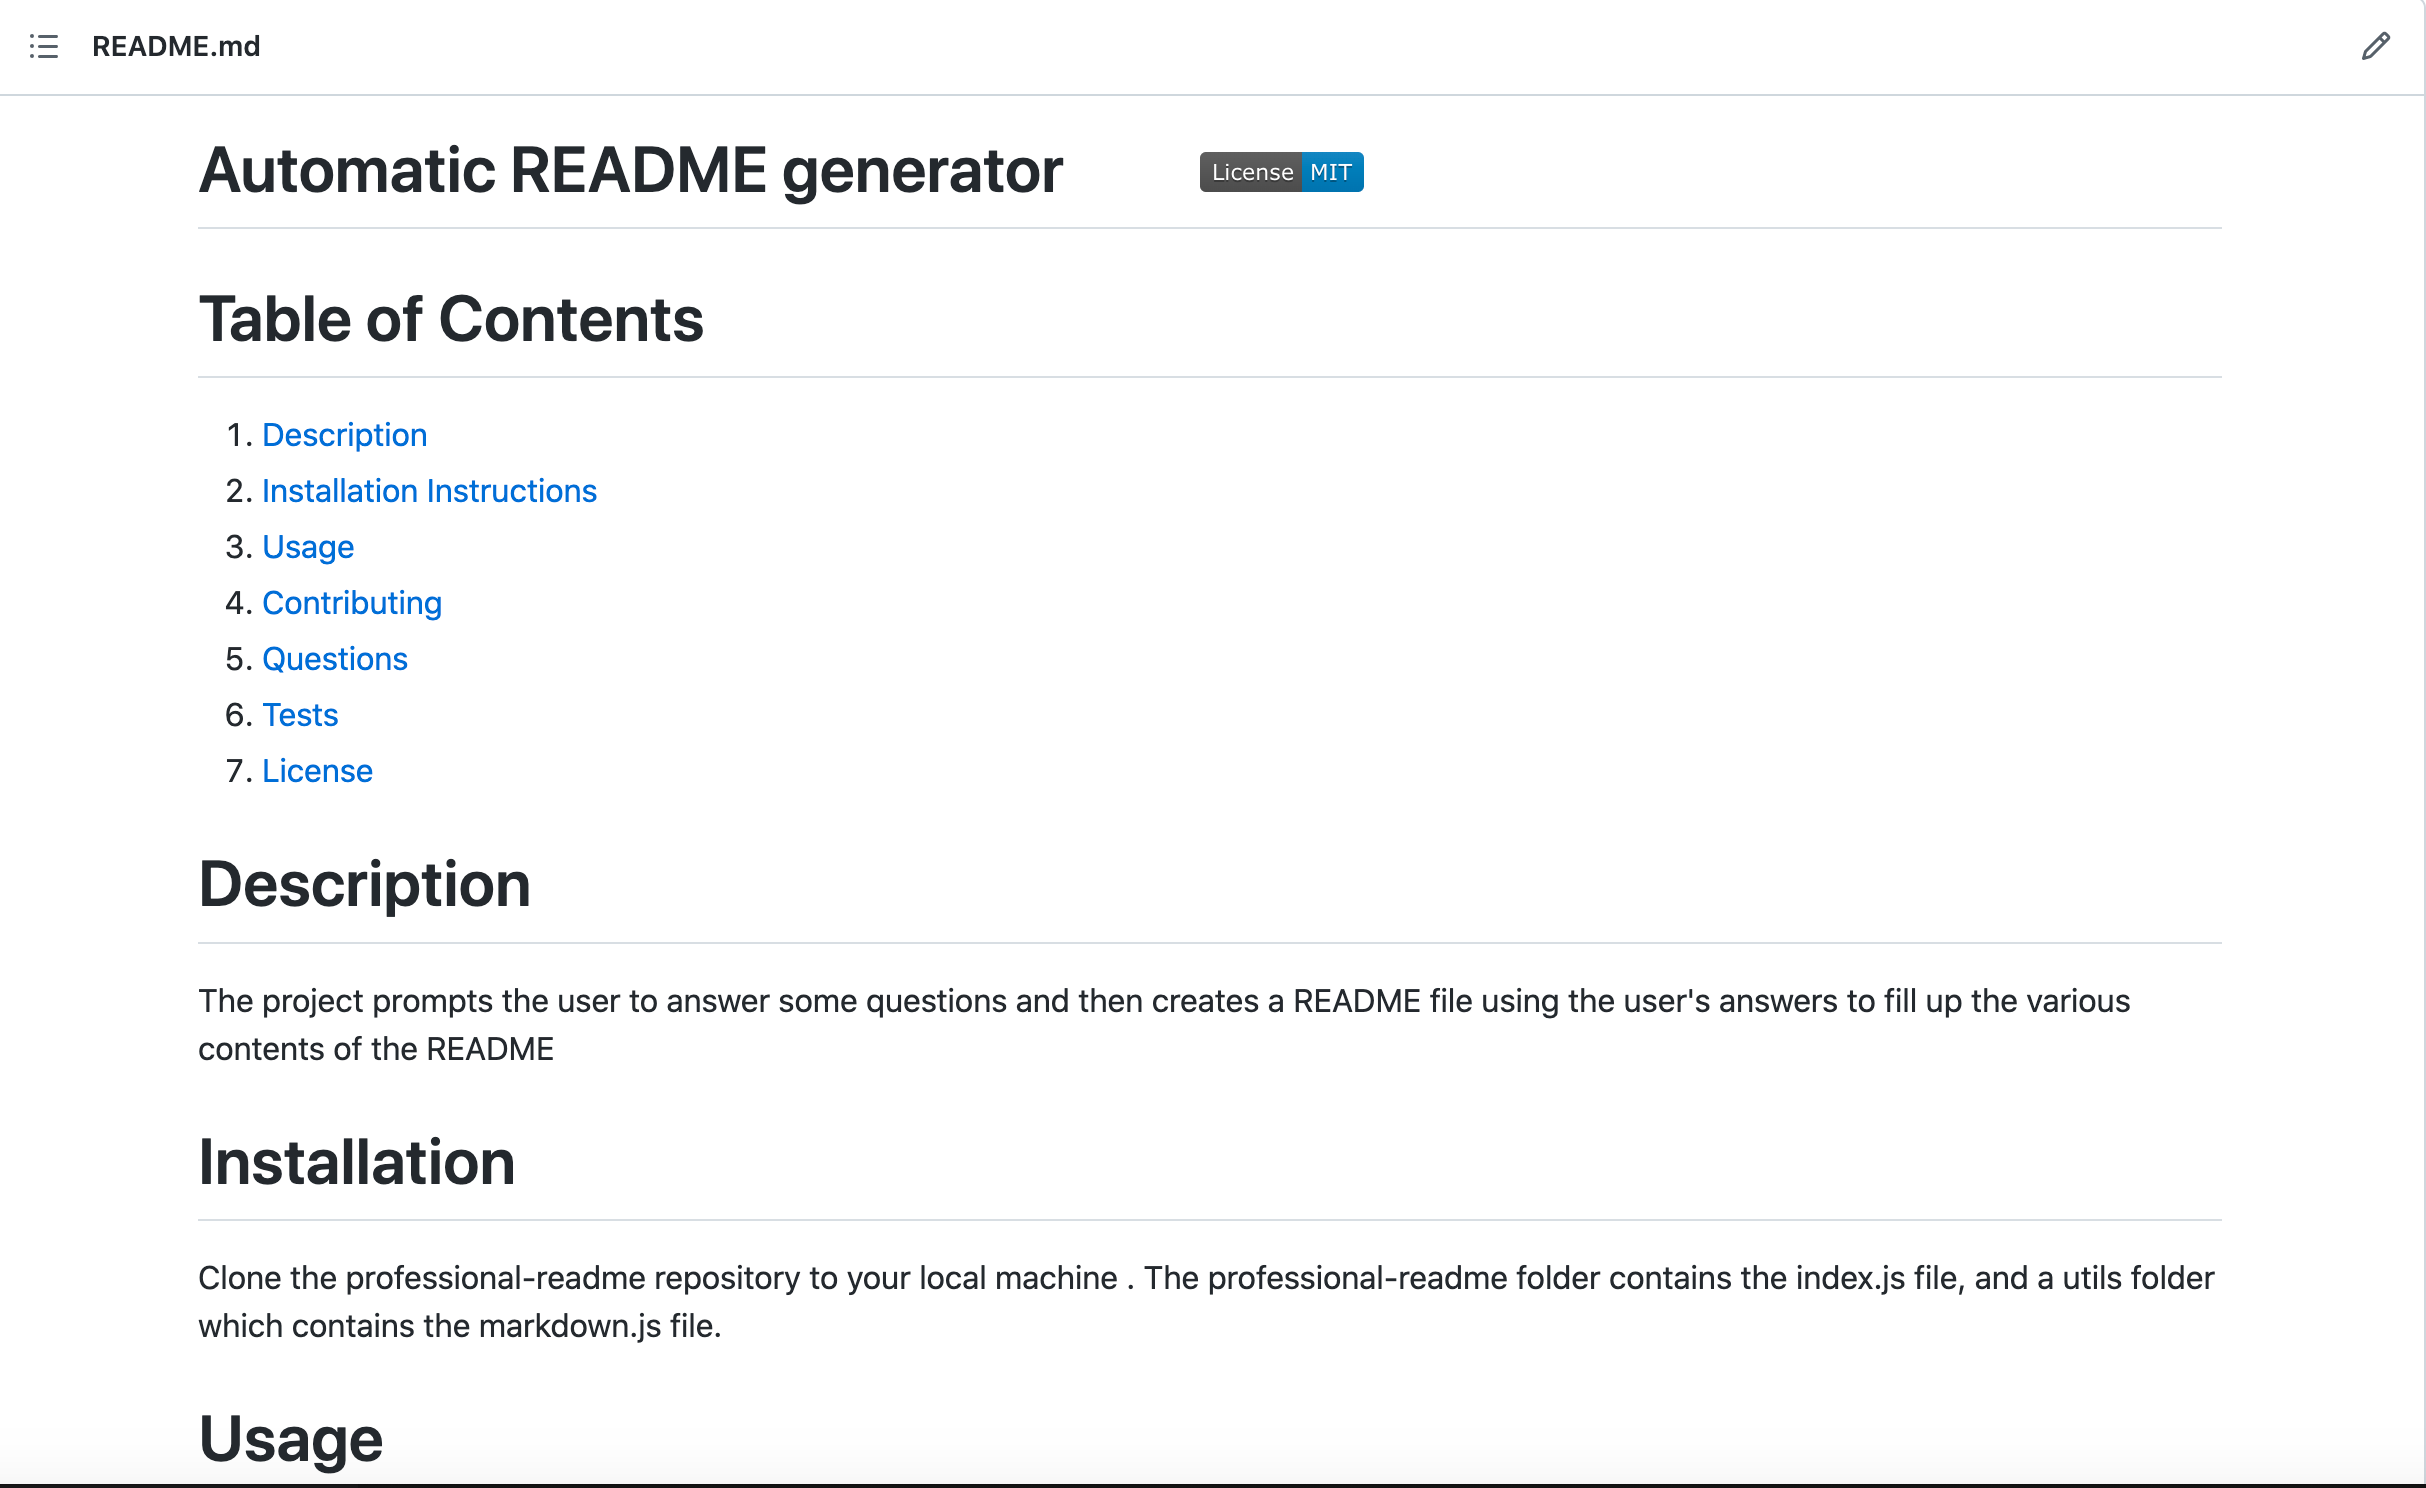 README.md
Automatic README generator License MIT
Table of Contents
1. Description
2. Installation Instructions
3. Usage
4. Contributing
5. Questions
6. Tests
7. License
Description
The project prompts the user to answer some questions and then creates a README file using the user's answers to fill up the various
contents of the README
Installation
Clone the professional-readme repository to your local machine . The professional-readme folder contains the index.js file, and a utils folder
which contains the markdown.js file.
Usage